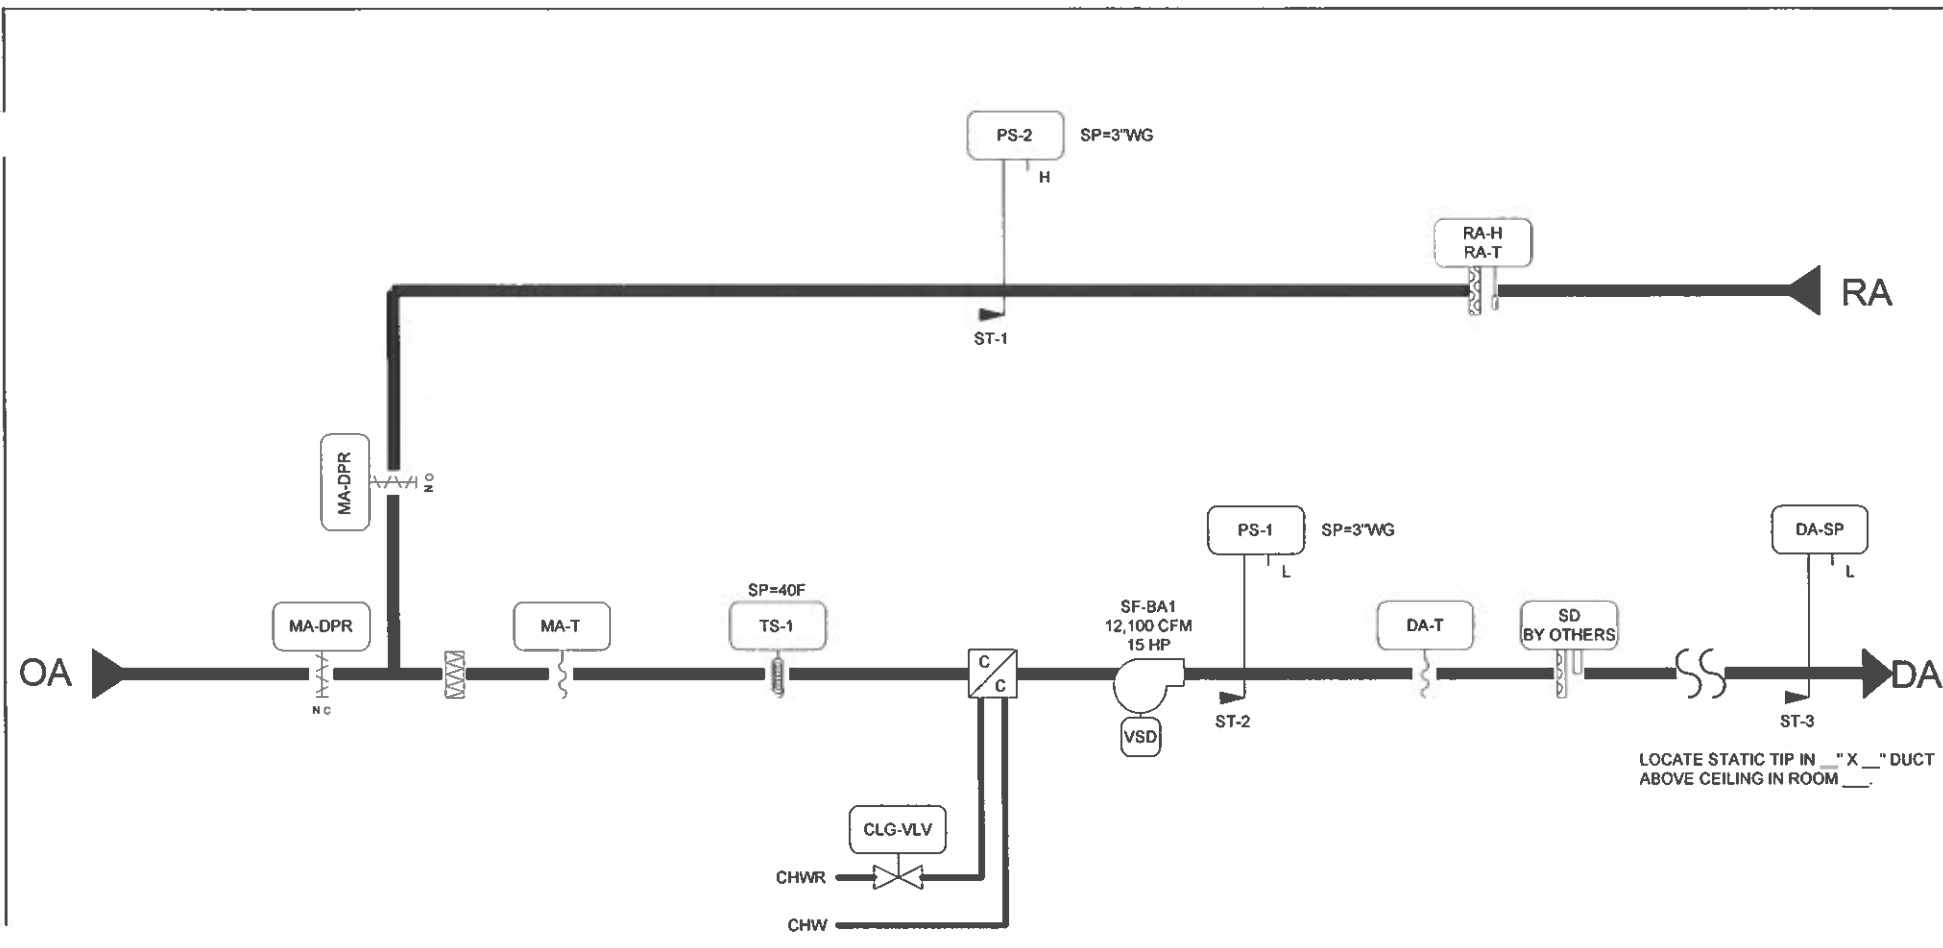 PS-2
SP=3"WG
H
RA-H
RA-T
RA
ST-1
MA-DPR
NO
PS-1
SP=3"WG
L
DA-SP
L
SP=40F
MA-DPR
MA-T
TS-1
SF-BA1
12,100 CFM
15 HP
DA-T
SD
BY OTHERS
OA
C
C
DA
NC
VSD
ST-2
ST-3
LOCATE STATIC TIP IN __" X __" DUCT
ABOVE CEILING IN ROOM ___.
CLG-VLV
CHWR
CHW